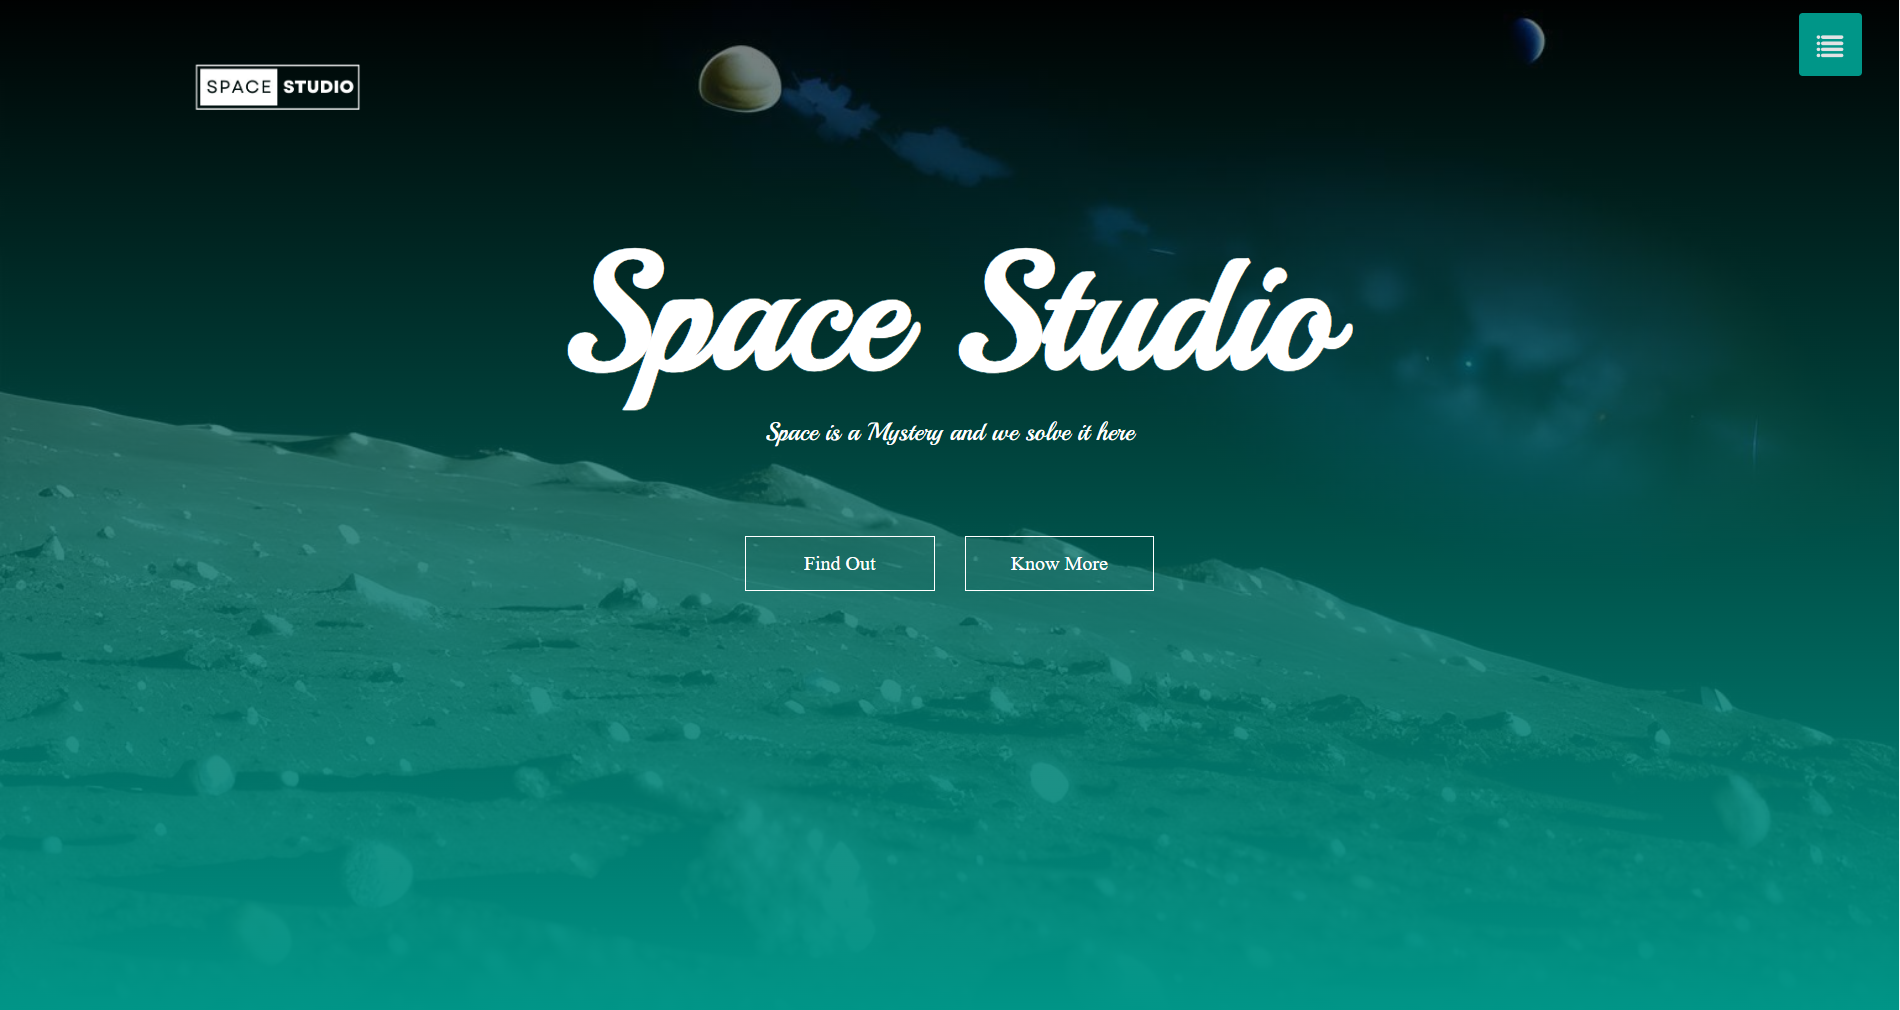 SPACE STUDIO
Space Studio
Space is a Mystery and we solve it here
Find Out
Know More